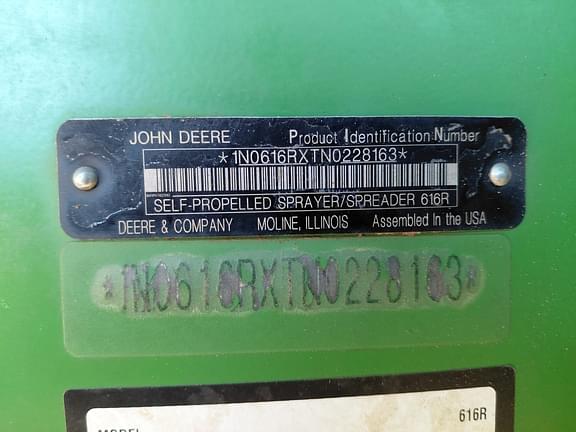 JOHN DEERE Product Identification Number
*1N0616RXTN0228163*
SELF-PROPELLED SPRAYER/SPREADER 616R
DEERE & COMPANY MOLINE, ILLINOIS Assembled In the USA
*1N0616RXTN0228163*
616R
MODEL